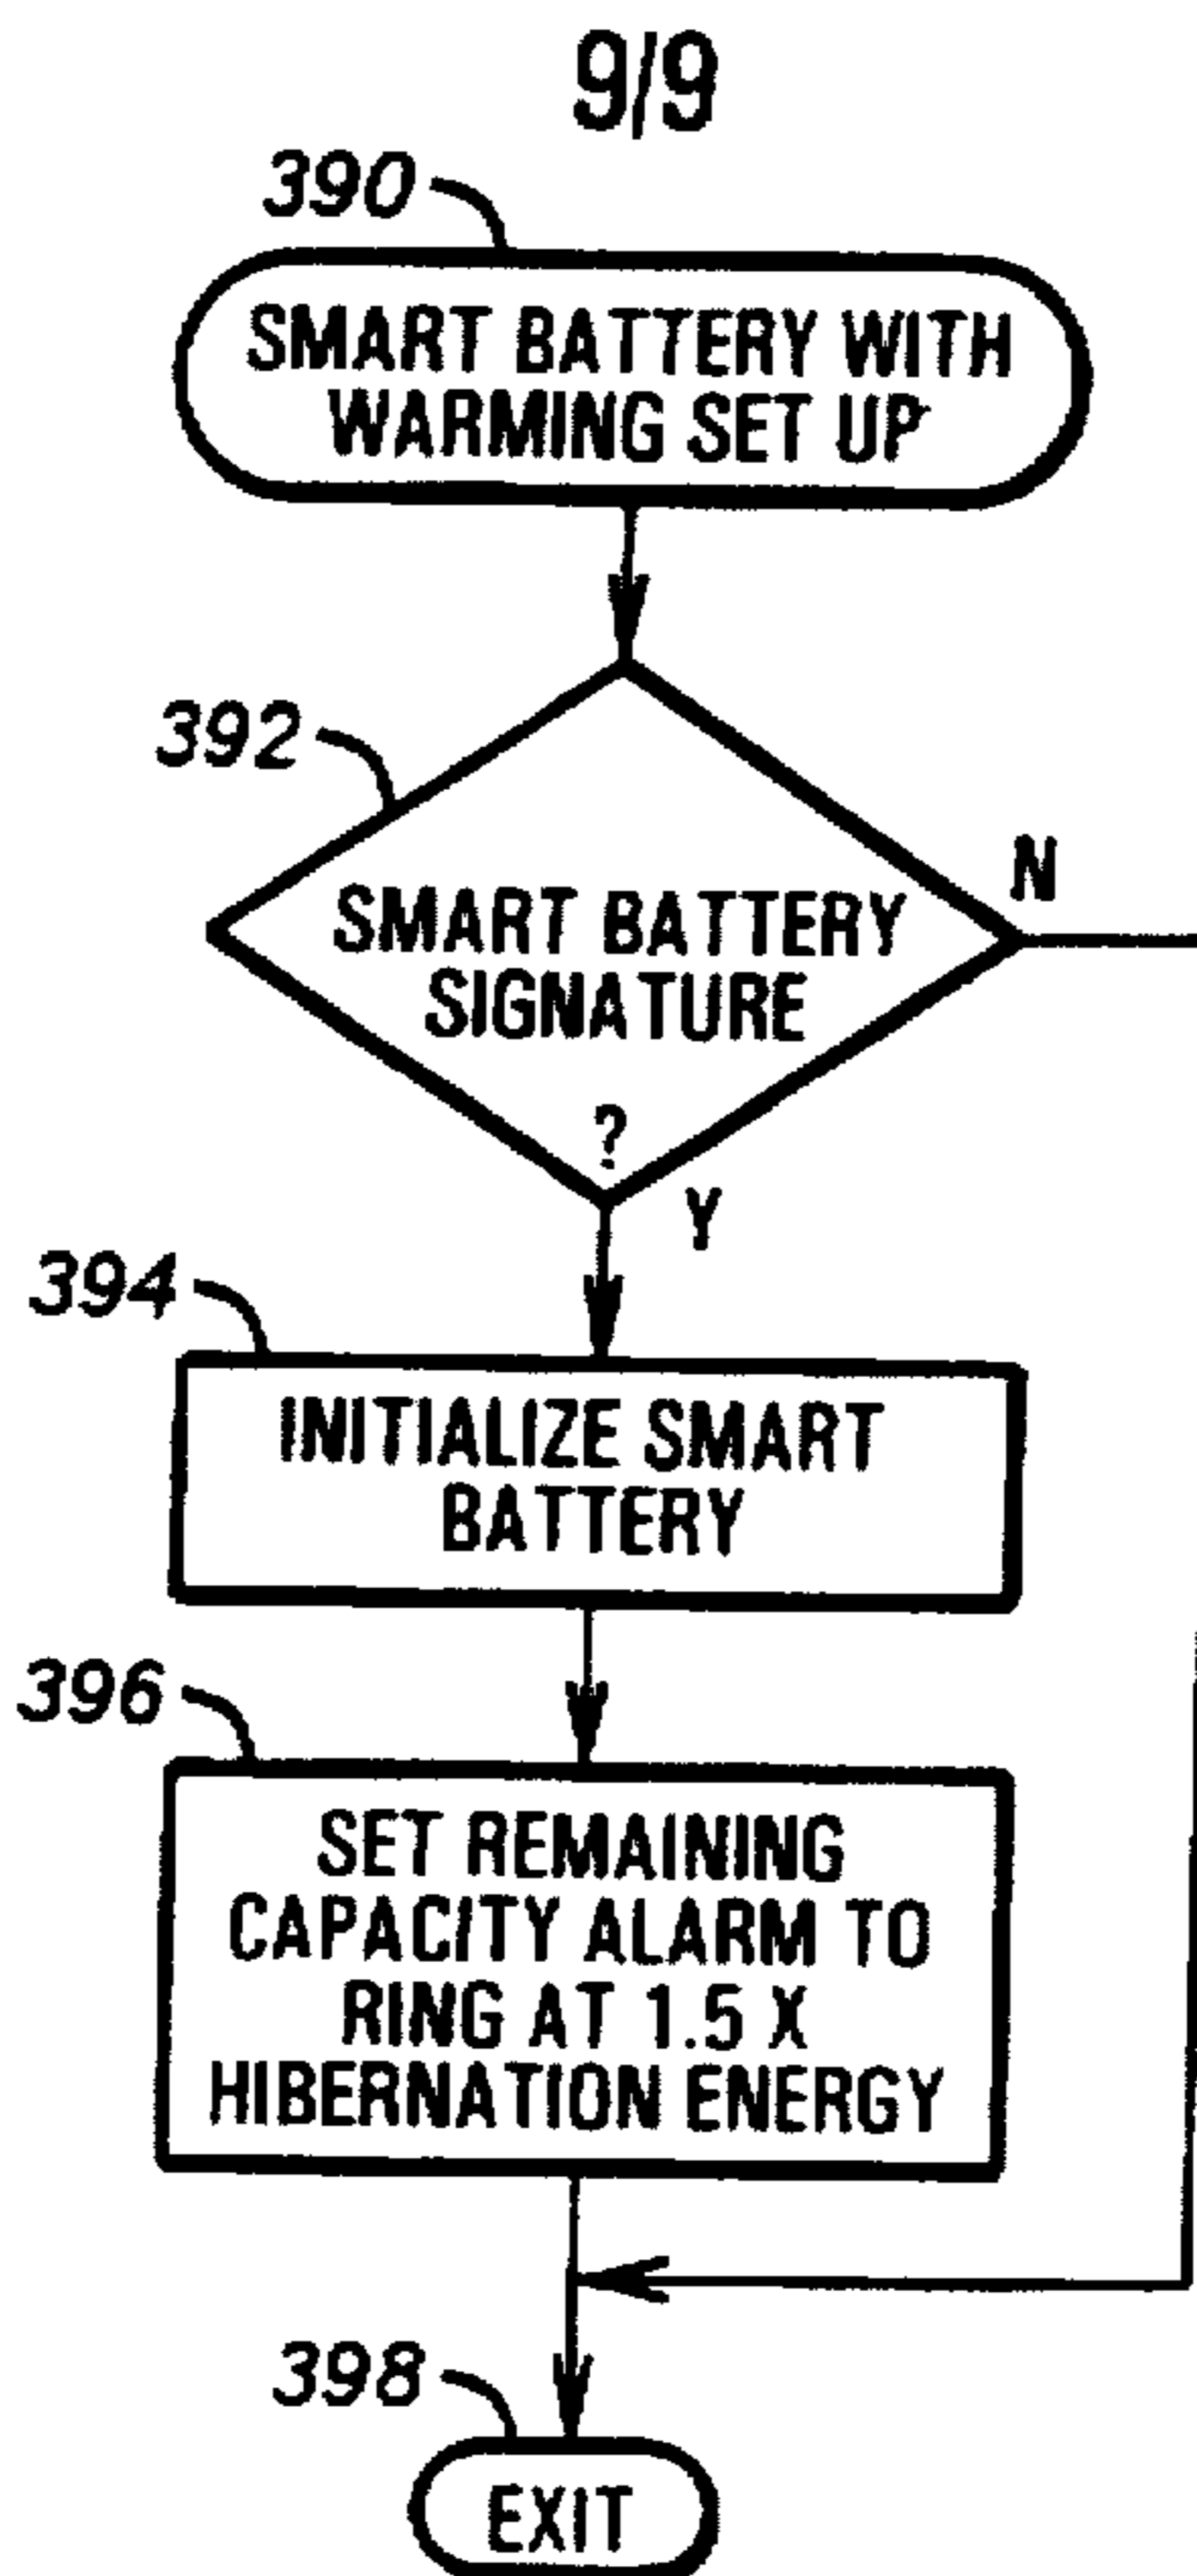 9/9
390
SMART BATTERY WITH
WARMING SET UP
392
SMART BATTERY
SIGNATURE
?
N
Y
394
INITIALIZE SMART
BATTERY
396
SET REMAINING
CAPACITY ALARM TO
RING AT 1.5 X
HIBERNATION ENERGY
398
EXIT